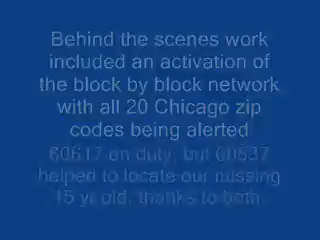 Behind the scenes work
included an activation of
the block by block network
with all 20 Chicago zip
codes being alerted
60617 on duty, but 60637
helped to locate our missing
15 yr old, thanks to both